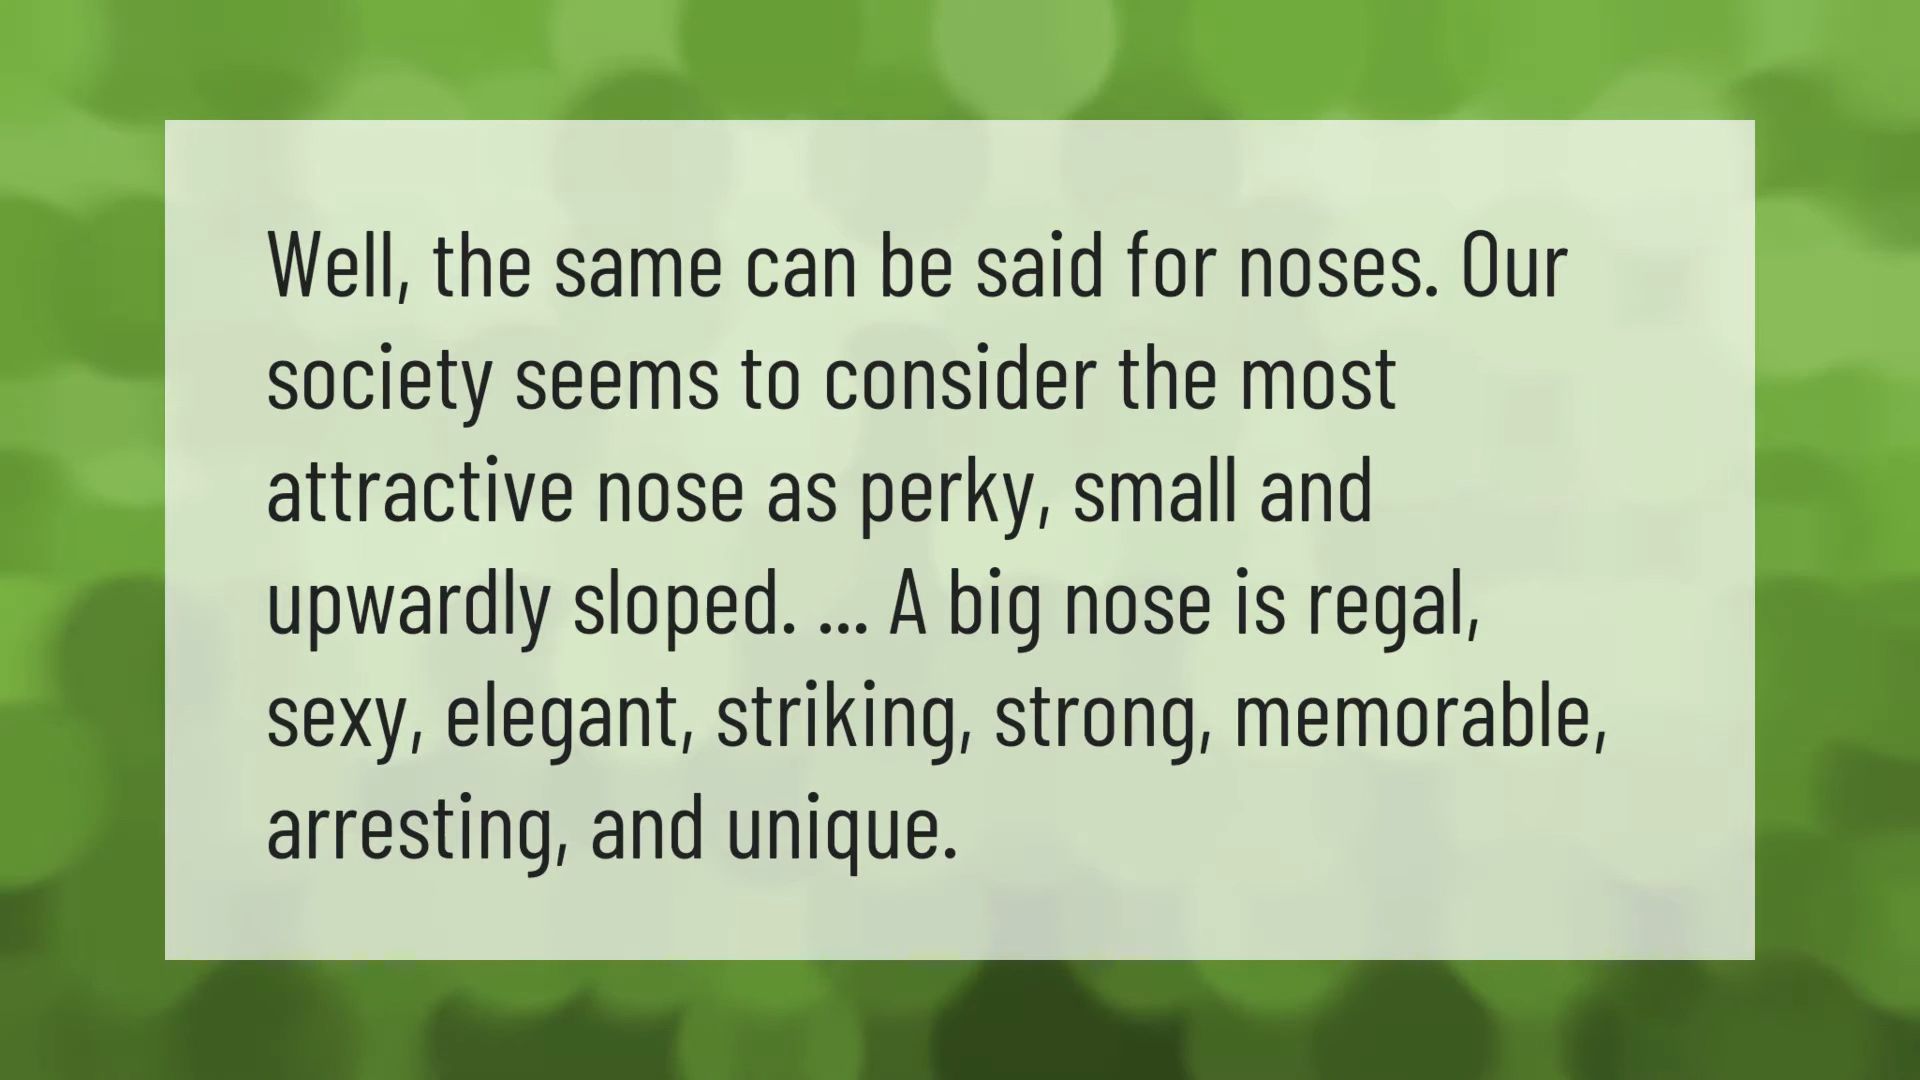 Well, the same can be said for noses. Our
society seems to consider the most
attractive nose as perky, small and
upwardly sloped. ... A big nose is regal,
sexy, elegant, striking, strong, memorable,
arresting, and unique.